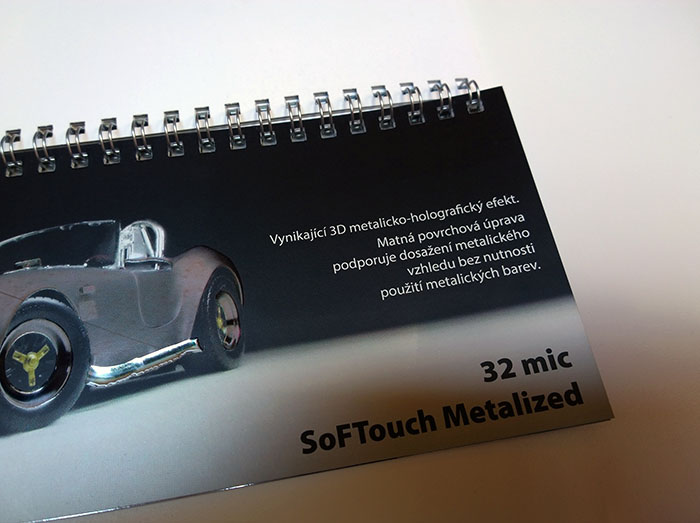 Vynikající 3D metalicko-holografický efekt.
Matná povrchová úprava
podporuje dosažení metalického
vzhledu bez nutnosti
použití metalických barev.
32 mic
SoFTouch Metalized